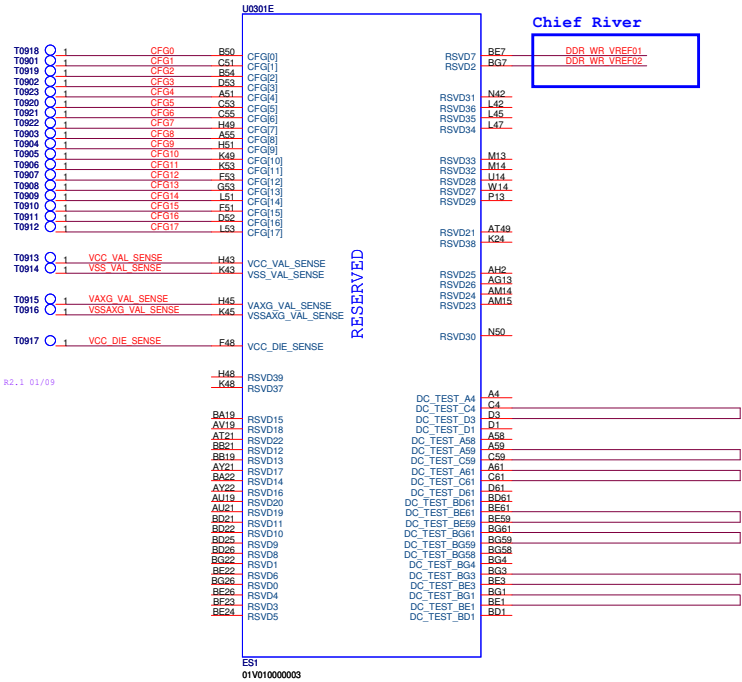 U0301E
Chief River
T0918 1 CFG0 B50 CFG[0]
T0901 1 CFG1 C51 CFG[1]
T0919 1 CFG2 B54 CFG[2]
T0902 1 CFG3 D53 CFG[3]
T0923 1 CFG4 A51 CFG[4]
T0920 1 CFG5 C53 CFG[5]
T0921 1 CFG6 C55 CFG[6]
T0922 1 CFG7 H49 CFG[7]
T0903 1 CFG8 A55 CFG[8]
T0904 1 CFG9 H51 CFG[9]
T0905 1 CFG10 K49 CFG[10]
T0906 1 CFG11 K53 CFG[11]
T0907 1 CFG12 F53 CFG[12]
T0908 1 CFG13 G53 CFG[13]
T0909 1 CFG14 L51 CFG[14]
T0910 1 CFG15 F51 CFG[15]
T0911 1 CFG16 D52 CFG[16]
T0912 1 CFG17 L53 CFG[17]
T0913 1 VCC_VAL_SENSE H43 VCC_VAL_SENSE
T0914 1 VSS_VAL_SENSE K43 VSS_VAL_SENSE
T0915 1 VAXG_VAL_SENSE H45 VAXG_VAL_SENSE
T0916 1 VSSAXG_VAL_SENSE K45 VSSAXG_VAL_SENSE
T0917 1 VCC_DIE_SENSE F48 VCC_DIE_SENSE
R2.1 01/09
H48 RSVD39
K48 RSVD37
BA19 RSVD15
AV19 RSVD18
AT21 RSVD22
BB21 RSVD12
BB19 RSVD13
AY21 RSVD17
BA22 RSVD14
AY22 RSVD16
AU19 RSVD20
AU21 RSVD19
BD21 RSVD11
BD22 RSVD10
BD25 RSVD9
BD26 RSVD8
BG22 RSVD1
BE22 RSVD6
BG26 RSVD0
BE26 RSVD4
BF23 RSVD3
BE24 RSVD5
RESERVED
RSVD7 BE7 DDR_WR_VREF01
RSVD2 BG7 DDR_WR_VREF02
RSVD31 N42
RSVD36 L42
RSVD35 L45
RSVD34 L47
RSVD33 M13
RSVD32 M14
RSVD28 U14
RSVD27 W14
RSVD29 P13
RSVD21 AT49
RSVD38 K24
RSVD25 AH2
RSVD26 AG13
RSVD24 AM14
RSVD23 AM15
RSVD30 N50
DC_TEST_A4 A4
DC_TEST_C4 C4
DC_TEST_D3 D3
DC_TEST_D1 D1
DC_TEST_A58 A58
DC_TEST_A59 A59
DC_TEST_C59 C59
DC_TEST_A61 A61
DC_TEST_C61 C61
DC_TEST_D61 D61
DC_TEST_BD61 BD61
DC_TEST_BE61 BE61
DC_TEST_BE59 BE59
DC_TEST_BG61 BG61
DC_TEST_BG59 BG59
DC_TEST_BG58 BG58
DC_TEST_BG4 BG4
DC_TEST_BG3 BG3
DC_TEST_BE3 BE3
DC_TEST_BG1 BG1
DC_TEST_BE1 BE1
DC_TEST_BD1 BD1
ES1
01V010000003